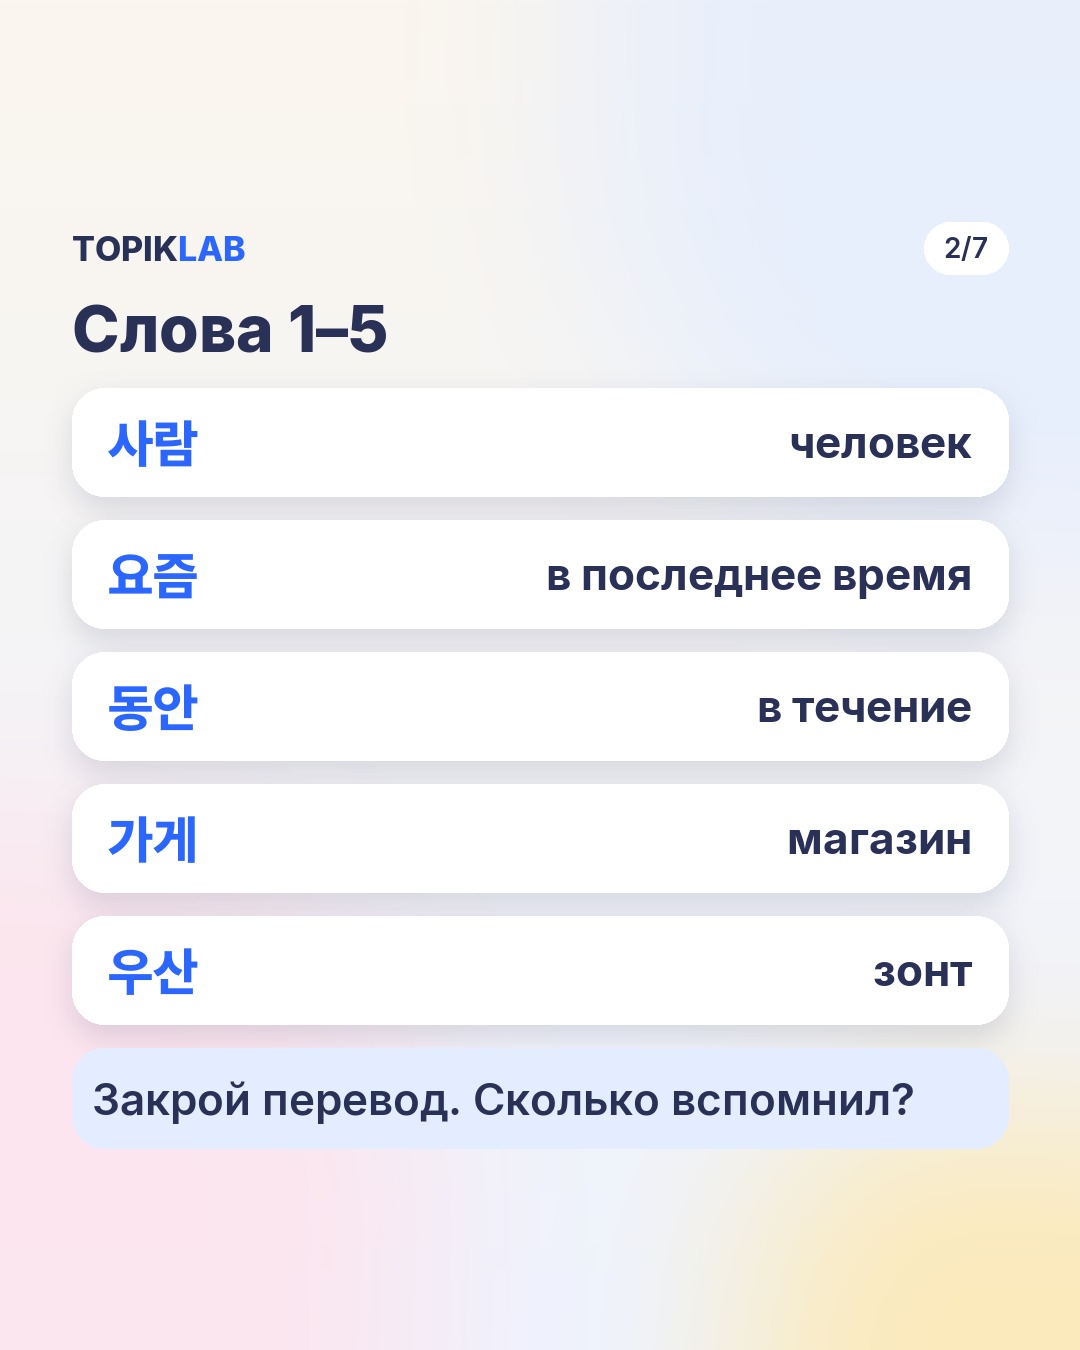 TOPIKLAB 2/7
Слова 1–5
사람 человек
요즘 в последнее время
동안 в течение
가게 магазин
우산 зонт
Закрой перевод. Сколько вспомнил?